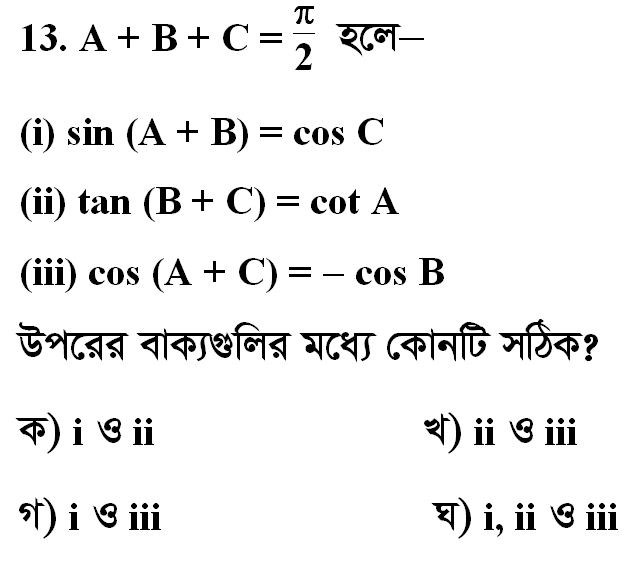 13. A + B + C = π/2 হলে–
(i) sin (A + B) = cos C
(ii) tan (B + C) = cot A
(iii) cos (A + C) = – cos B
উপরের বাক্যগুলির মধ্যে কোনটি সঠিক?
ক) i ও ii খ) ii ও iii
গ) i ও iii ঘ) i, ii ও iii